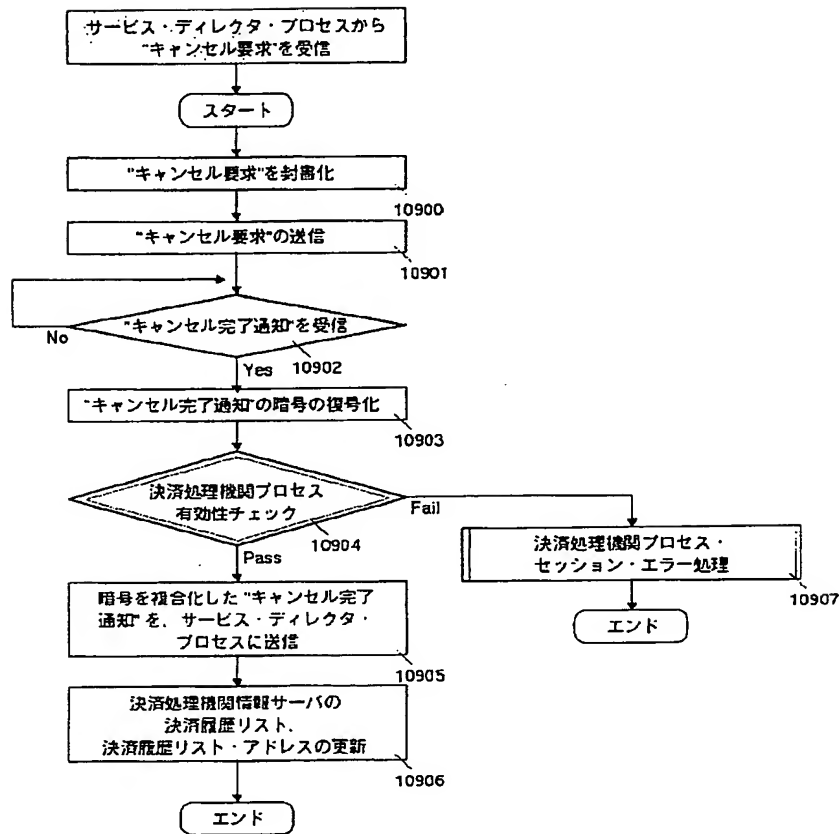 サービス・ディレクタ・プロセスから
"キャンセル要求"を受信
スタート
"キャンセル要求"を封書化
10900
"キャンセル要求"の送信
10901
"キャンセル完了通知"を受信
No
10902
Yes
"キャンセル完了通知"の暗号の復号化
10903
決済処理機関プロセス
有効性チェック
Fail
10904
Pass
決済処理機関プロセス・
セッション・エラー処理
10907
エンド
暗号を複合化した"キャンセル完了
通知"を、サービス・ディレクタ・
プロセスに送信
10905
決済処理機関情報サーバの
決済履歴リスト、
決済履歴リスト・アドレスの更新
10906
エンド